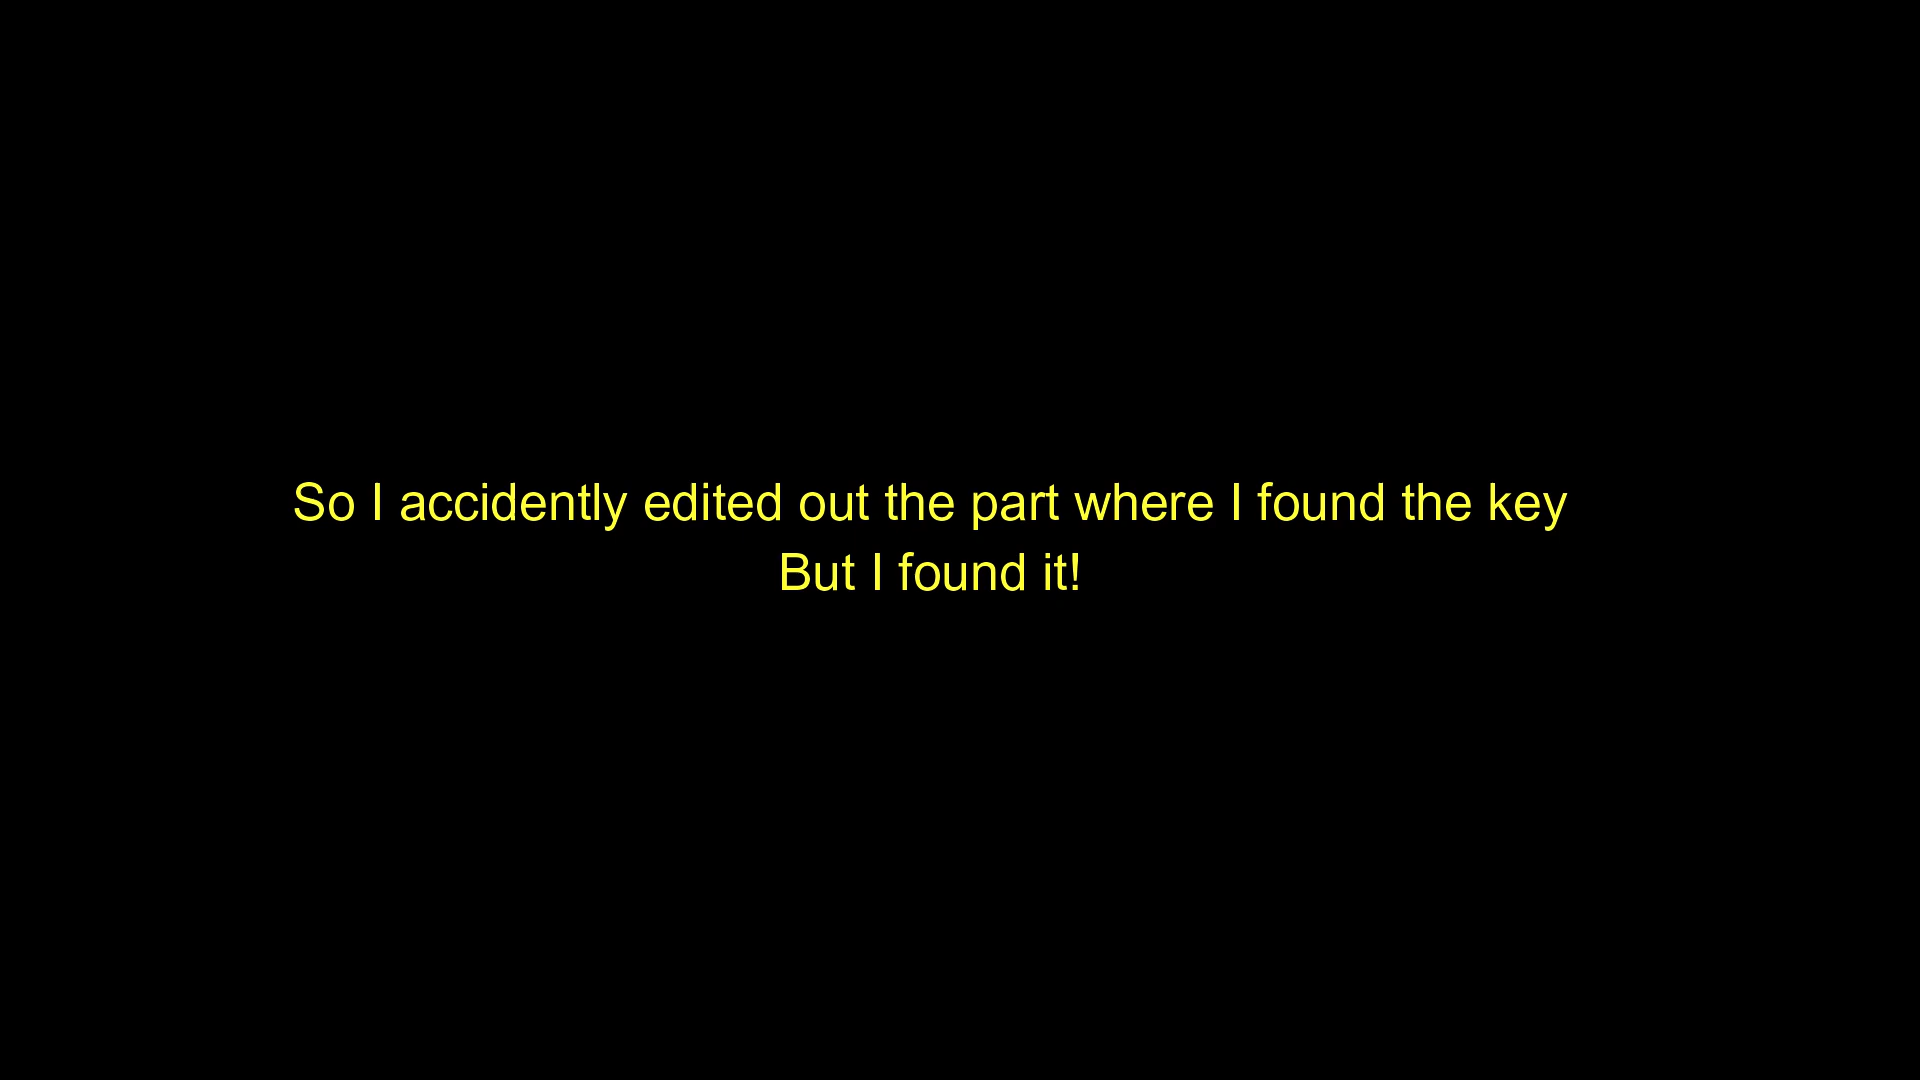 So I accidently edited out the part where I found the key
But I found it!